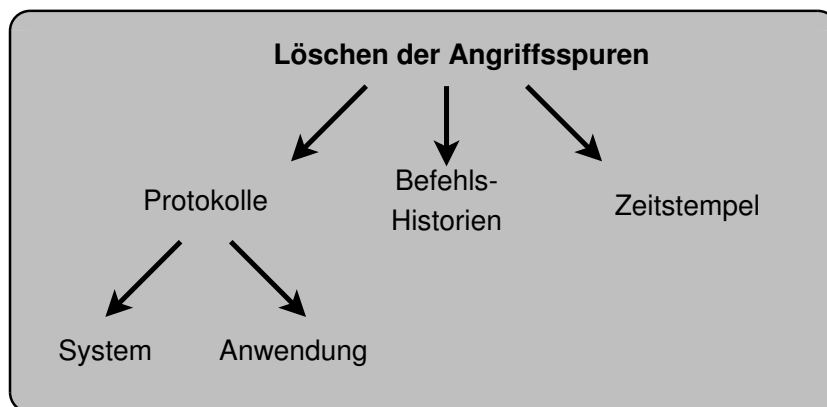 Löschen der Angriffsspuren
Protokolle
Befehls-
Historien
Zeitstempel
System
Anwendung